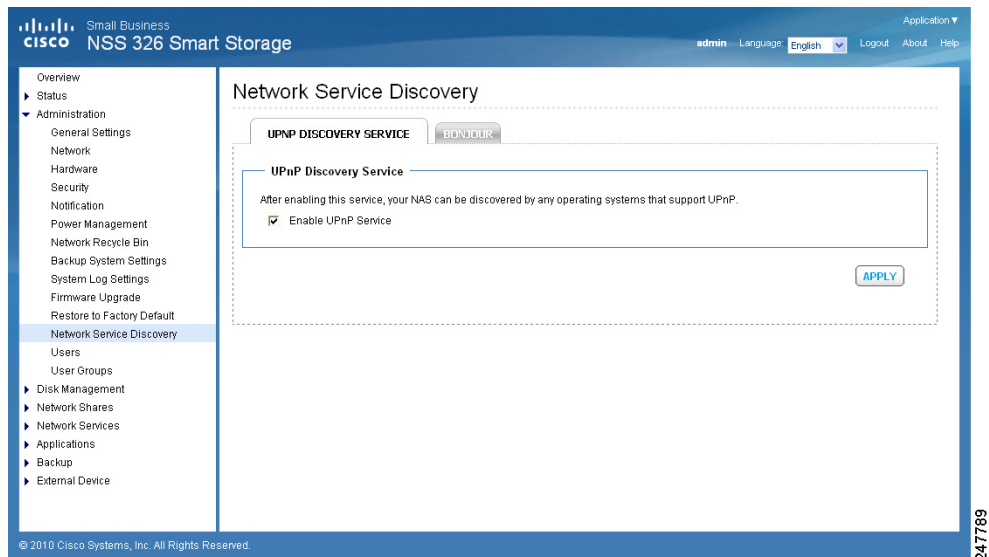 Small Business
CISCO NSS 326 Smart Storage
Application
admin Language: English Logout About Help
Overview
Status
Administration
General Settings
Network
Hardware
Security
Notification
Power Management
Network Recycle Bin
Backup System Settings
System Log Settings
Firmware Upgrade
Restore to Factory Default
Network Service Discovery
Users
User Groups
Disk Management
Network Shares
Network Services
Applications
Backup
External Device
Network Service Discovery
UPNP DISCOVERY SERVICE BONJOUR
UPnP Discovery Service
After enabling this service, your NAS can be discovered by any operating systems that support UPnP.
Enable UPnP Service
APPLY
© 2010 Cisco Systems, Inc. All Rights Reserved.
247789